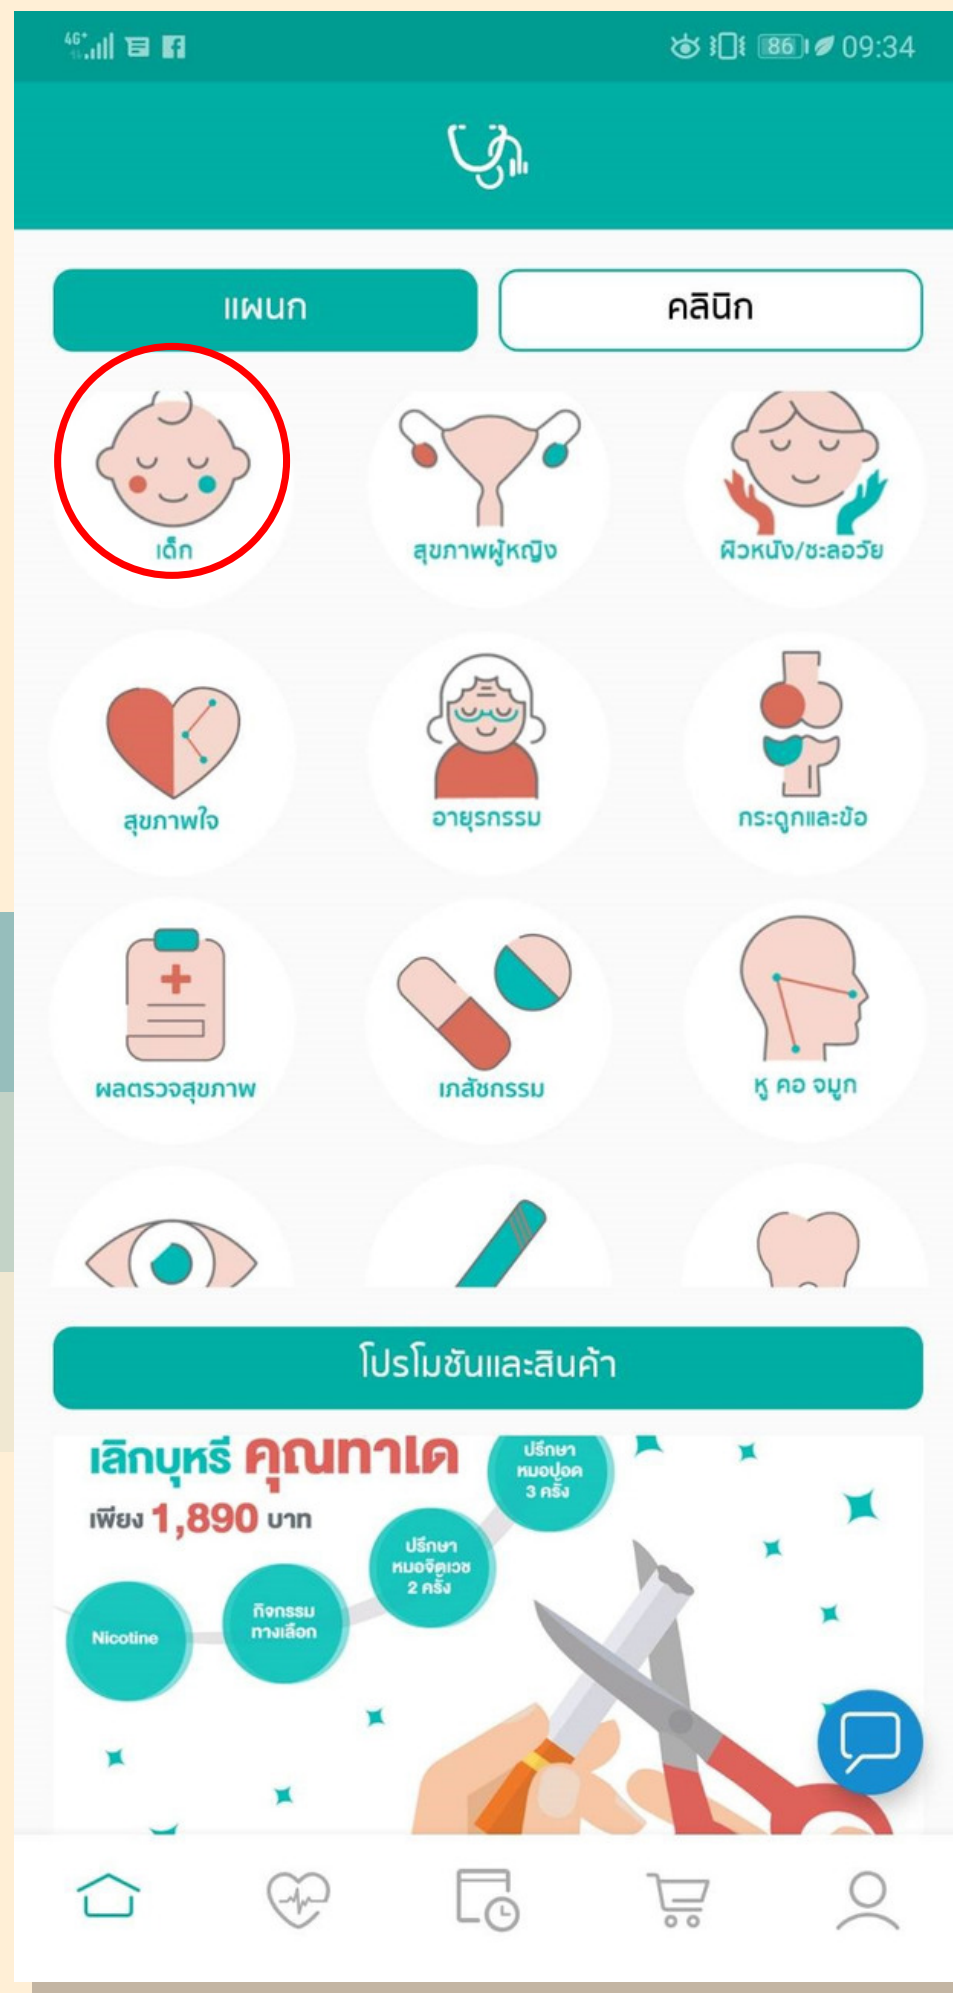 4G+
86
09:34
แผนก
คลินิก
เด็ก
สุขภาพผู้หญิง
ผิวหนัง/ชะลอวัย
สุขภาพใจ
อายุรกรรม
กระดูกและข้อ
ผลตรวจสุขภาพ
เภสัชกรรม
หู คอ จมูก
โปรโมชันและสินค้า
เลิกบุหรี่ คุณทำได้
เพียง 1,890 บาท
ปรึกษา
หมอปอด
3 ครั้ง
ปรึกษา
หมอจิตเวช
2 ครั้ง
กิจกรรม
ทางเลือก
Nicotine